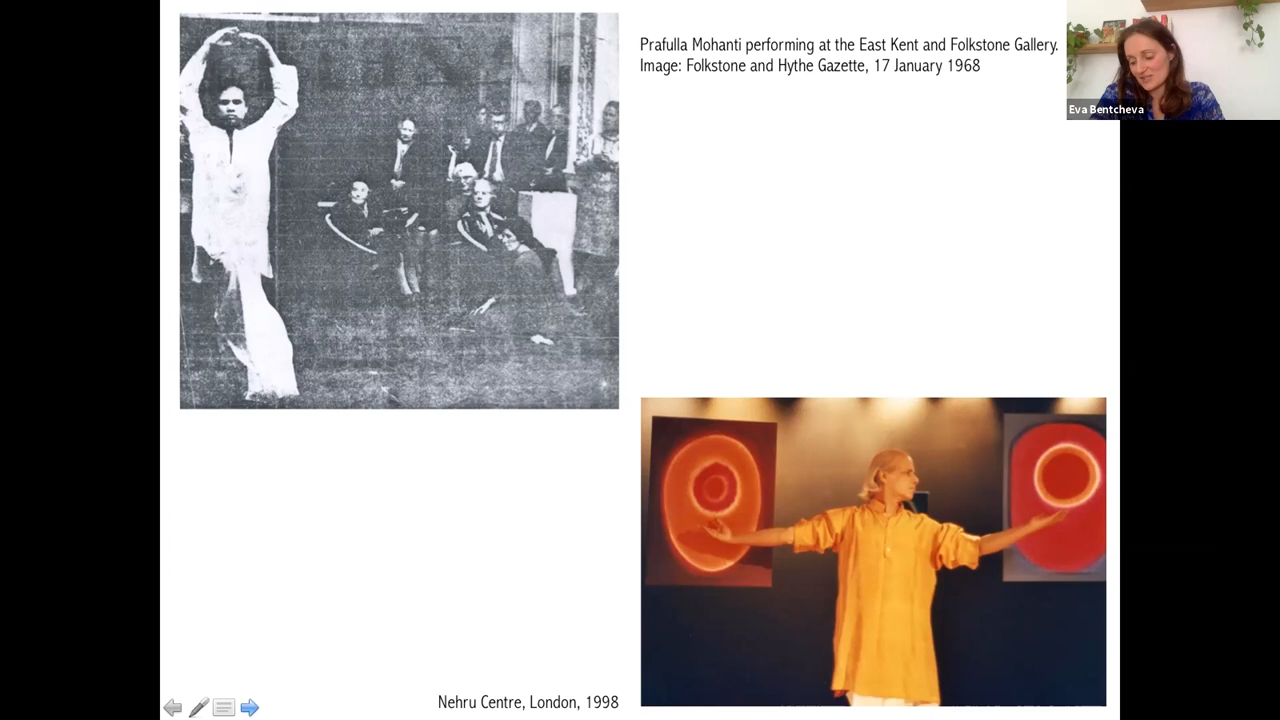 Prafulla Mohanti performing at the East Kent and Folkstone Gallery.
Image: Folkstone and Hythe Gazette, 17 January 1968
Eva Bentcheva
Nehru Centre, London, 1998